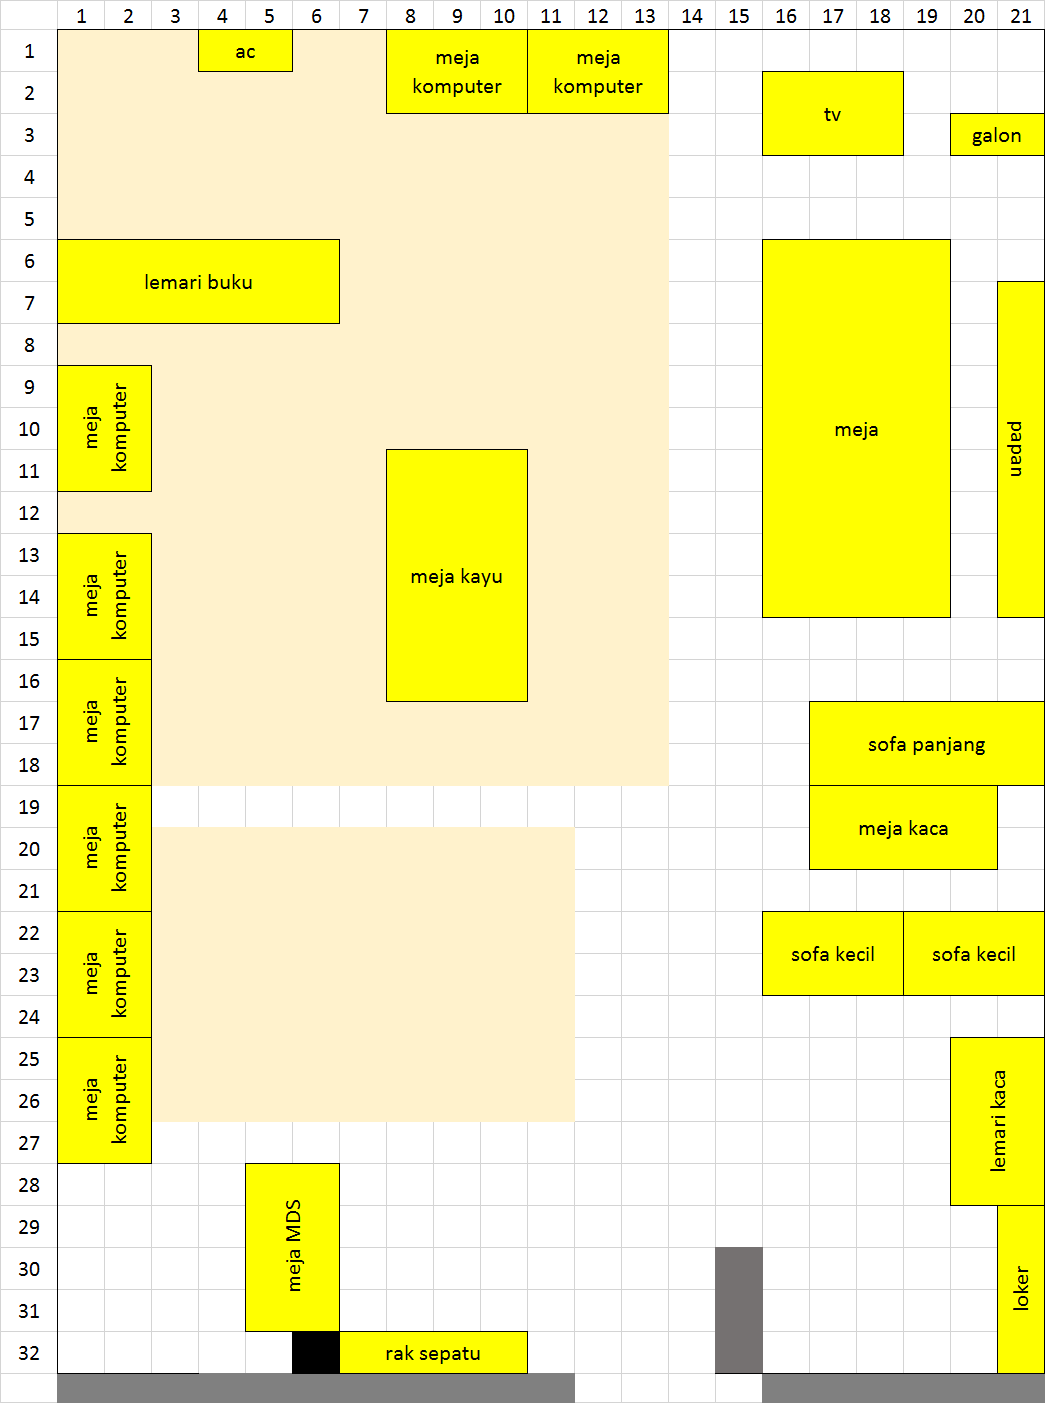 1 2 3 4 5 6 7 8 9 10 11 12 13 14 15 16 17 18 19 20 21
1
ac
meja
komputer
meja
komputer
2
tv
3
galon
4
5
6
lemari buku
7
8
9
meja
komputer
10
meja
papan
11
12
13
meja
komputer
14
meja kayu
15
16
meja
komputer
17
18
sofa panjang
19
meja
komputer
20
meja kaca
21
22
meja
komputer
23
sofa kecil
sofa kecil
24
25
meja
komputer
26
lemari kaca
27
28
29
meja MDS
30
loker
31
32
rak sepatu